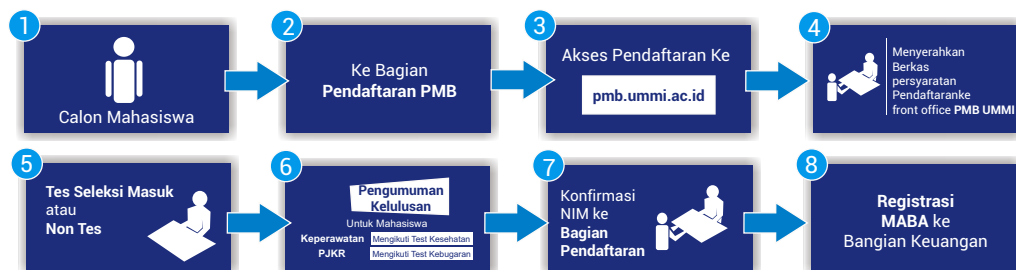 1
Calon Mahasiswa
2
Ke Bagian
Pendaftaran PMB
3
Akses Pendaftaran Ke
pmb.ummi.ac.id
4
Menyerahkan
Berkas
persyaratan
Pendaftaranke
front office PMB UMMI
5
Tes Seleksi Masuk
atau
Non Tes
6
Pengumuman
Kelulusan
Untuk Mahasiswa
Keperawatan Mengikuti Test Kesehatan
PJKR Mengikuti Test Kebugaran
7
Konfirmasi
NIM ke
Bagian
Pendaftaran
8
Registrasi
MABA ke
Bangian Keuangan